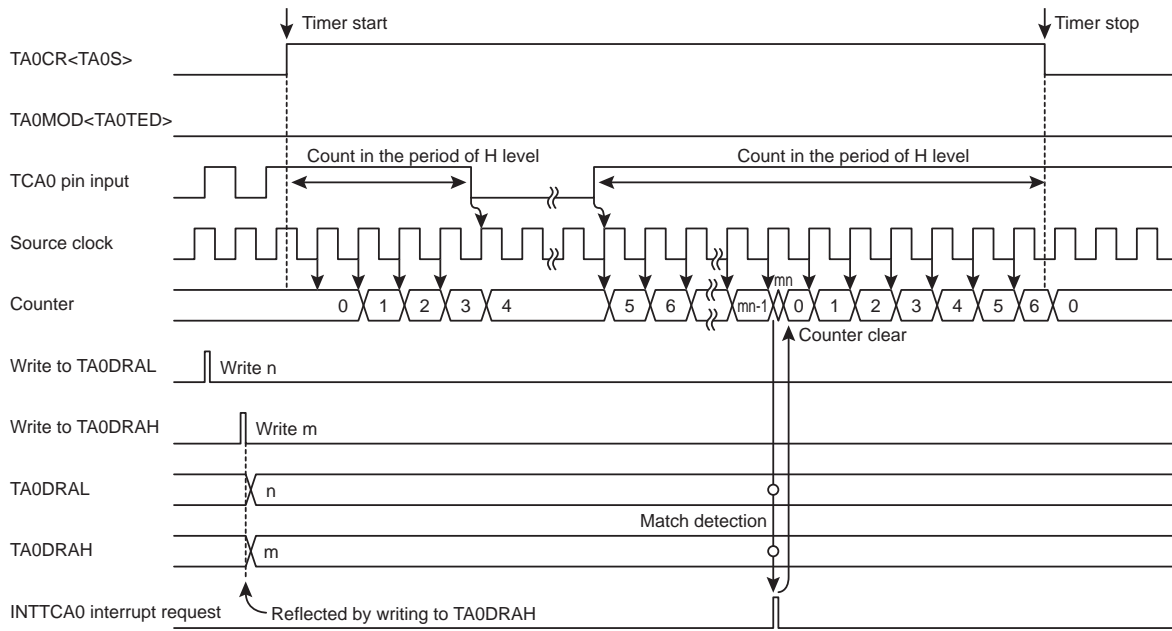 Timer start Timer stop
TA0CR<TA0S>
TA0MOD<TA0TED>
Count in the period of H level Count in the period of H level
TCA0 pin input
Source clock
mn
Counter 0 1 2 3 4 5 6 mn-1 0 1 2 3 4 5 6 0
Counter clear
Write to TA0DRAL Write n
Write to TA0DRAH Write m
TA0DRAL n
Match detection
TA0DRAH m
INTTCA0 interrupt request Reflected by writing to TA0DRAH